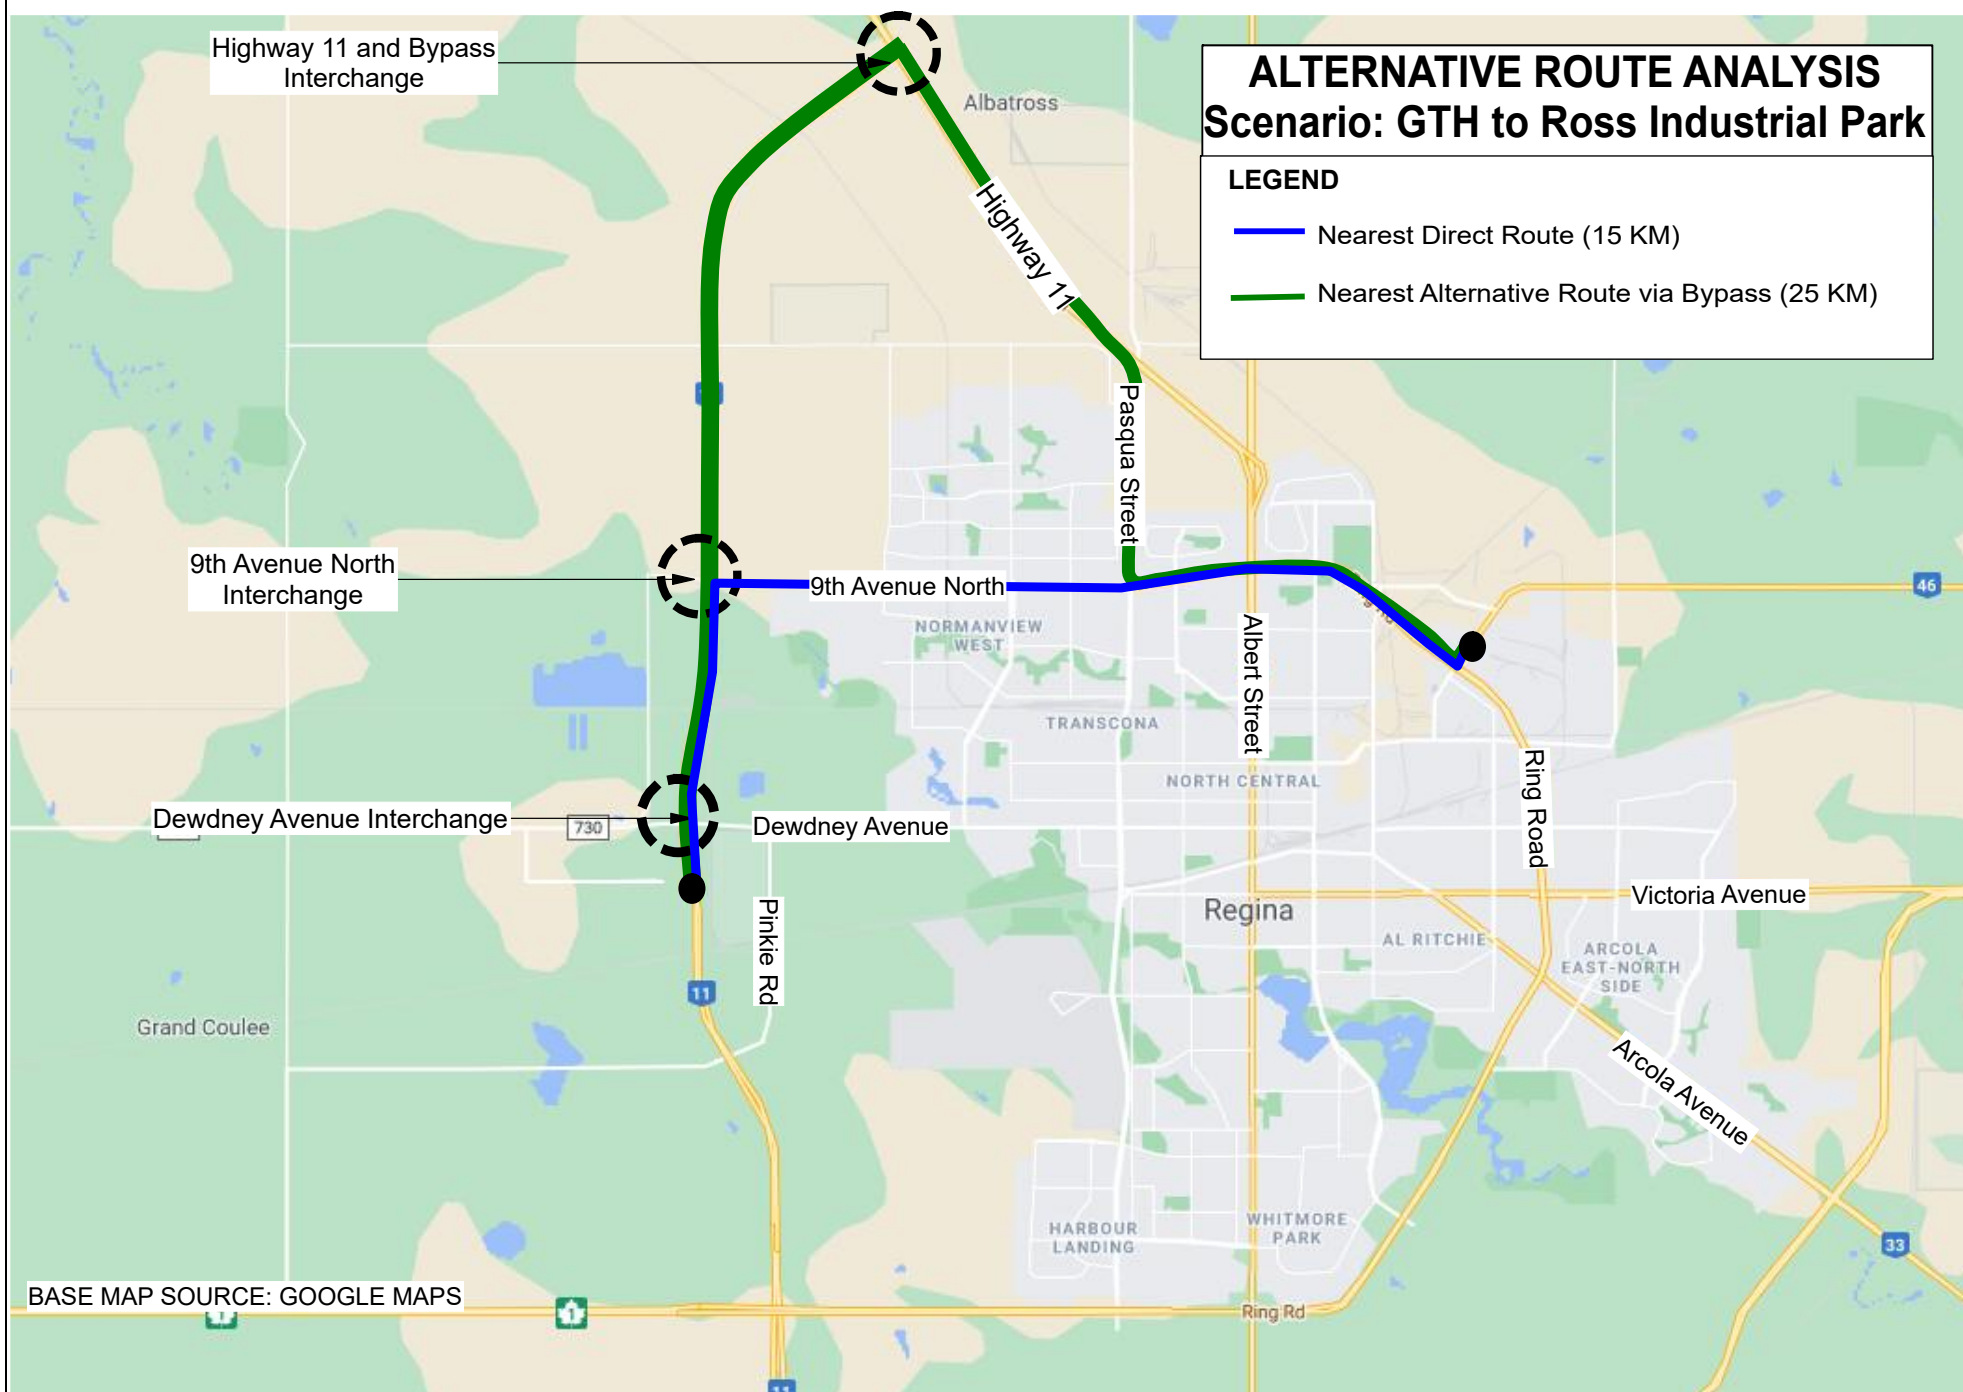 Highway 11 and Bypass
Interchange
ALTERNATIVE ROUTE ANALYSIS
Scenario: GTH to Ross Industrial Park
LEGEND
Nearest Direct Route (15 KM)
Nearest Alternative Route via Bypass (25 KM)
Albatross
Highway 11
Pasqua Street
9th Avenue North
Interchange
9th Avenue North
46
NORMANVIEW
WEST
Albert Street
TRANSCONA
NORTH CENTRAL
Ring Road
Dewdney Avenue Interchange
730
Dewdney Avenue
Victoria Avenue
Regina
Pinkie Rd
AL RITCHIE
ARCOLA
EAST-NORTH
SIDE
11
Grand Coulee
Arcola Avenue
HARBOUR
LANDING
WHITMORE
PARK
33
BASE MAP SOURCE: GOOGLE MAPS
1
1
Ring Rd
11